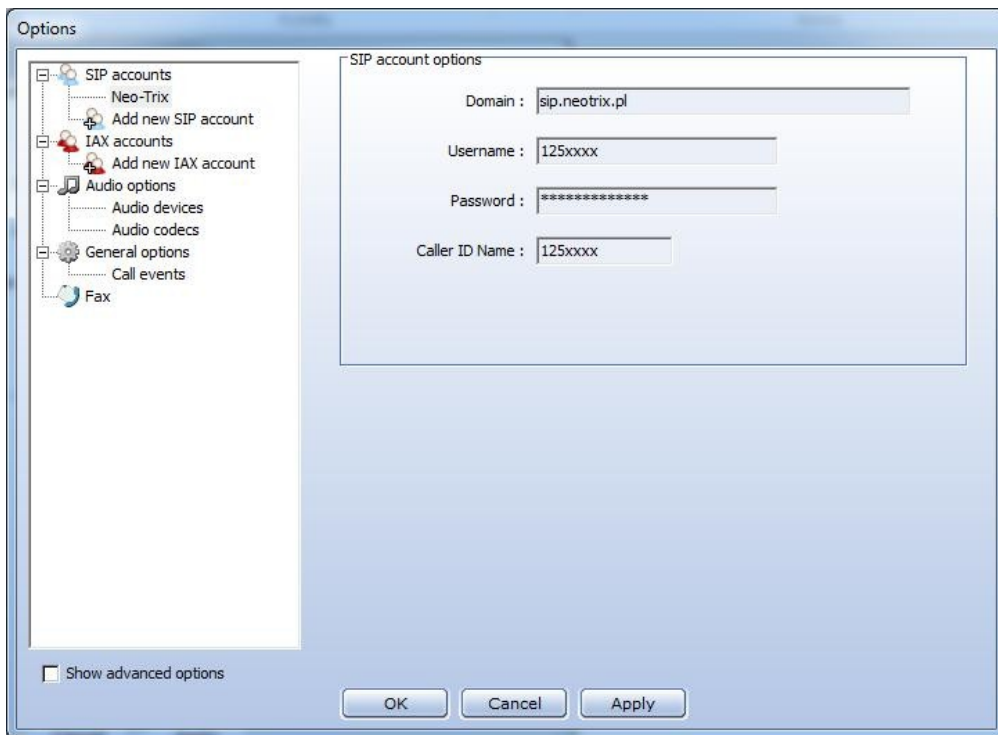 Options
SIP accounts
Neo-Trix
Add new SIP account
IAX accounts
Add new IAX account
Audio options
Audio devices
Audio codecs
General options
Call events
Fax
Show advanced options
SIP account options
Domain : sip.neotrix.pl
Username : 125xxxx
Password : *************
Caller ID Name : 125xxxx
OK Cancel Apply